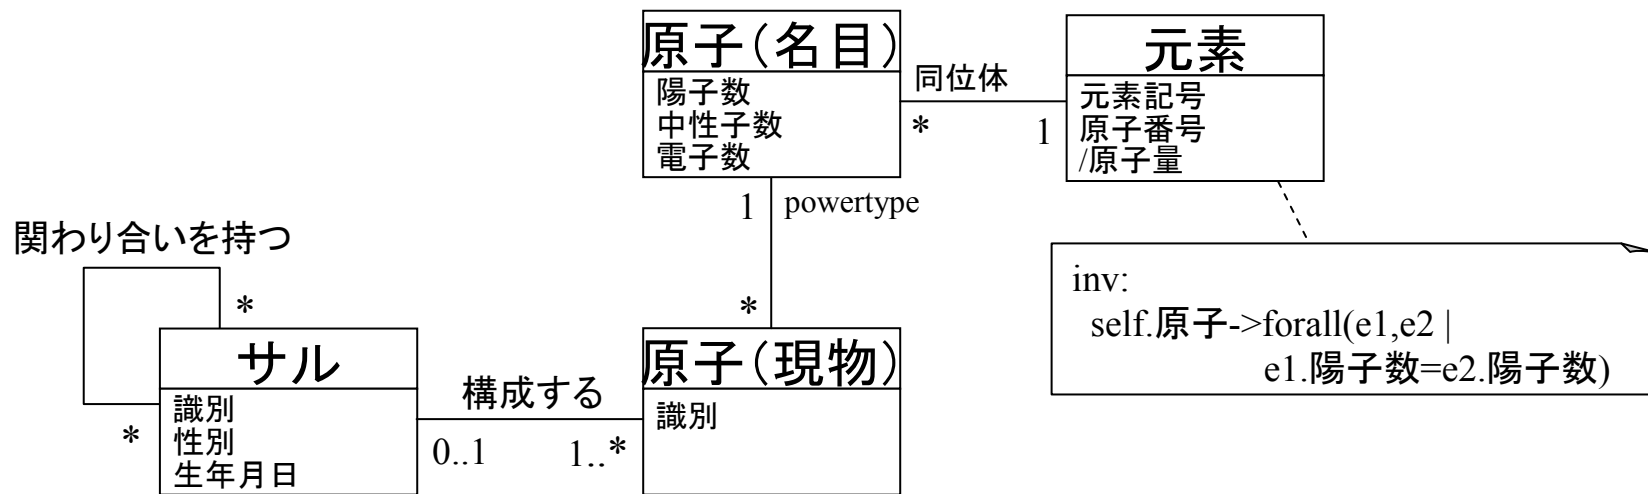 原子(名目)
陽子数
中性子数
電子数
同位体
*
1
元素
元素記号
原子番号
/原子量
1
powertype
*
関わり合いを持つ
*
*
サル
識別
性別
生年月日
構成する
0..1
1..*
原子(現物)
識別
inv:
self.原子->forall(e1,e2 |
e1.陽子数=e2.陽子数)